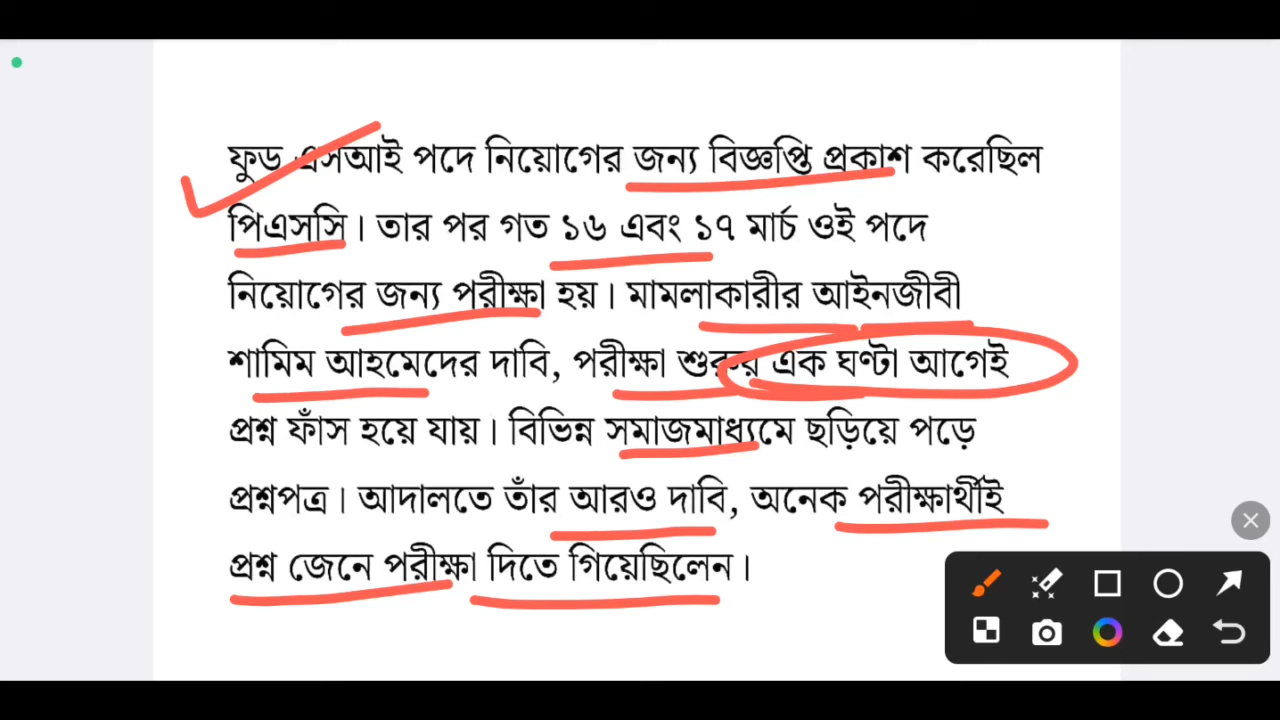 ফুড এসআই পদে নিয়োগের জন্য বিজ্ঞপ্তি প্রকাশ করেছিল
পিএসসি। তার পর গত ১৬ এবং ১৭ মার্চ ওই পদে
নিয়োগের জন্য পরীক্ষা হয়। মামলাকারীর আইনজীবী
শামিম আহমেদের দাবি, পরীক্ষা শুরুর এক ঘণ্টা আগেই
প্রশ্ন ফাঁস হয়ে যায়। বিভিন্ন সমাজমাধ্যমে ছড়িয়ে পড়ে
প্রশ্নপত্র। আদালতে তাঁর আরও দাবি, অনেক পরীক্ষার্থীই
প্রশ্ন জেনে পরীক্ষা দিতে গিয়েছিলেন।